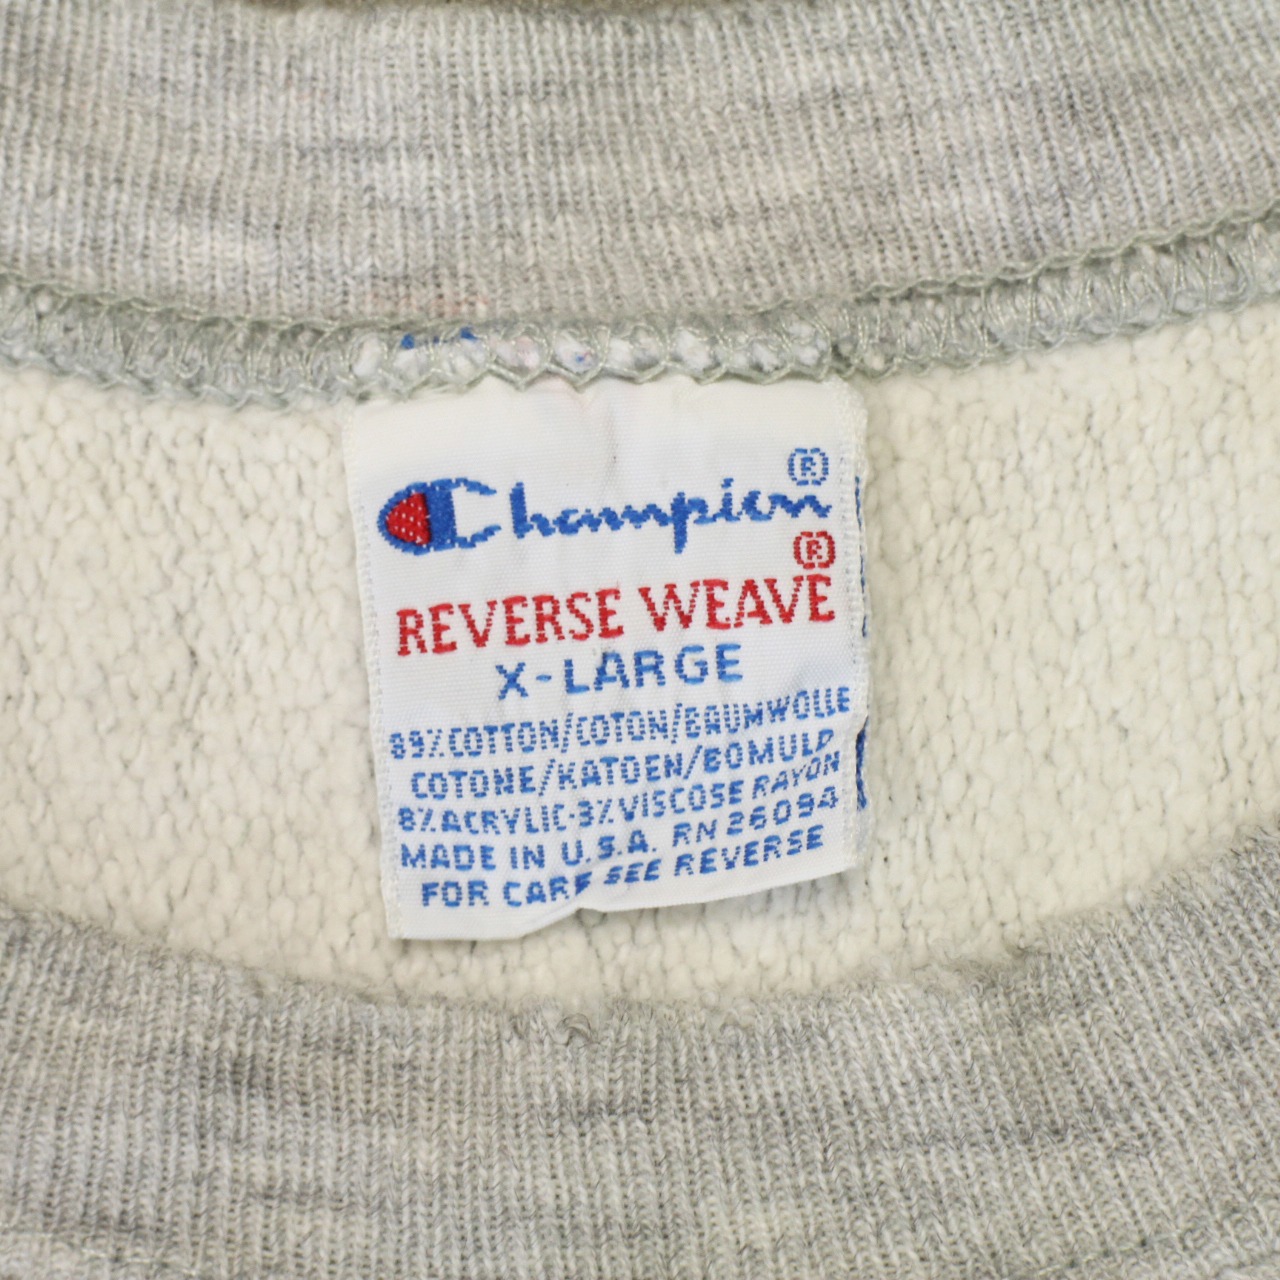 Champion®
REVERSE WEAVE®
X-LARGE
89% COTTON/COTON/BAUMWOLLE
COTONE/KATOEN/BOMULD
8% ACRYLIC-3% VISCOSE RAYON
MADE IN U.S.A. RN 26094
FOR CARE SEE REVERSE